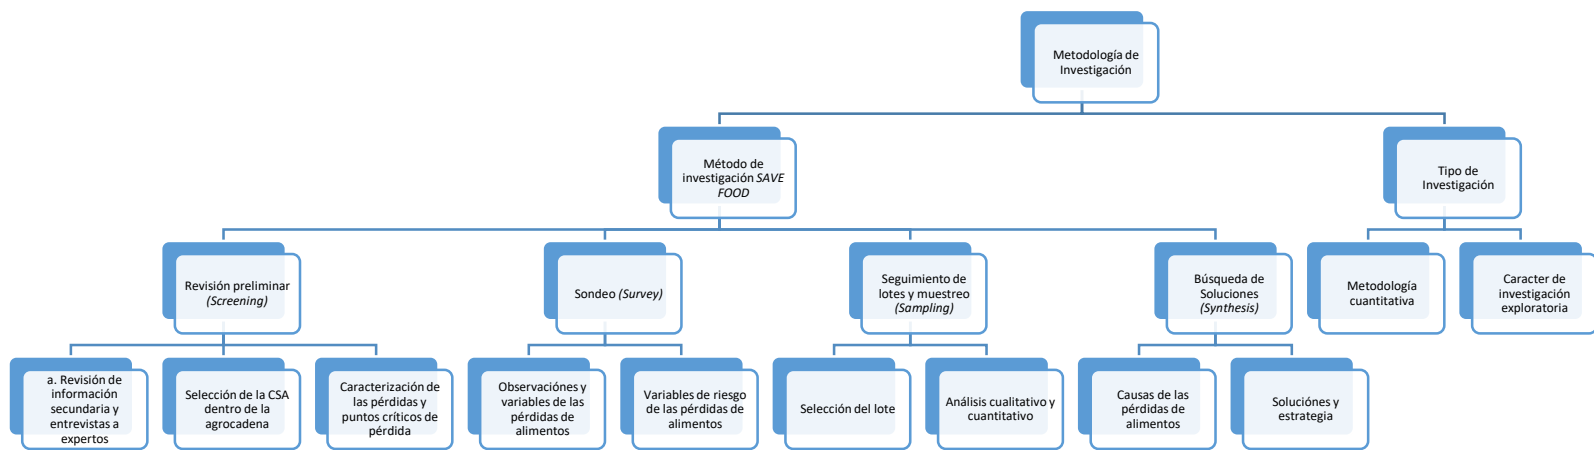 Metodología de
Investigación
Método de
investigación SAVE
FOOD
Tipo de
Investigación
Revisión preliminar
(Screening)
Sondeo (Survey)
Seguimiento de
lotes y muestreo
(Sampling)
Búsqueda de
Soluciones
(Synthesis)
Metodología
cuantitativa
Caracter de
investigación
exploratoria
a. Revisión de
información
secundaria y
entrevistas a
expertos
Selección de la CSA
dentro de la
agrocadena
Caracterización de
las pérdidas y
puntos críticos de
pérdida
Observaciónes y
variables de las
pérdidas de
alimentos
Variables de riesgo
de las pérdidas de
alimentos
Selección del lote
Análisis cualitativo y
cuantitativo
Causas de las
pérdidas de
alimentos
Soluciónes y
estrategia